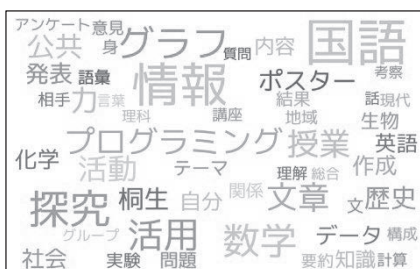 アンケート 意見 グラフ 国語
公共 身 質問 内容
発表 語彙 情報 ポスター 考察
相手 力 言葉 結果 話 現代
理科 講座 地域 生物
プログラミング 授業 英語
化学 活動 テーマ 理解 総合 作成
探究 桐生 自分 関係 文章 文 歴史
グループ 活用 数学 データ 構成
社会 実験 問題 要約 知識 計算